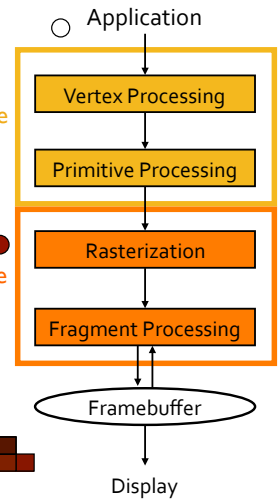 Application
Vertex Processing
e
Primitive Processing
Rasterization
e
Fragment Processing
Framebuffer
Display